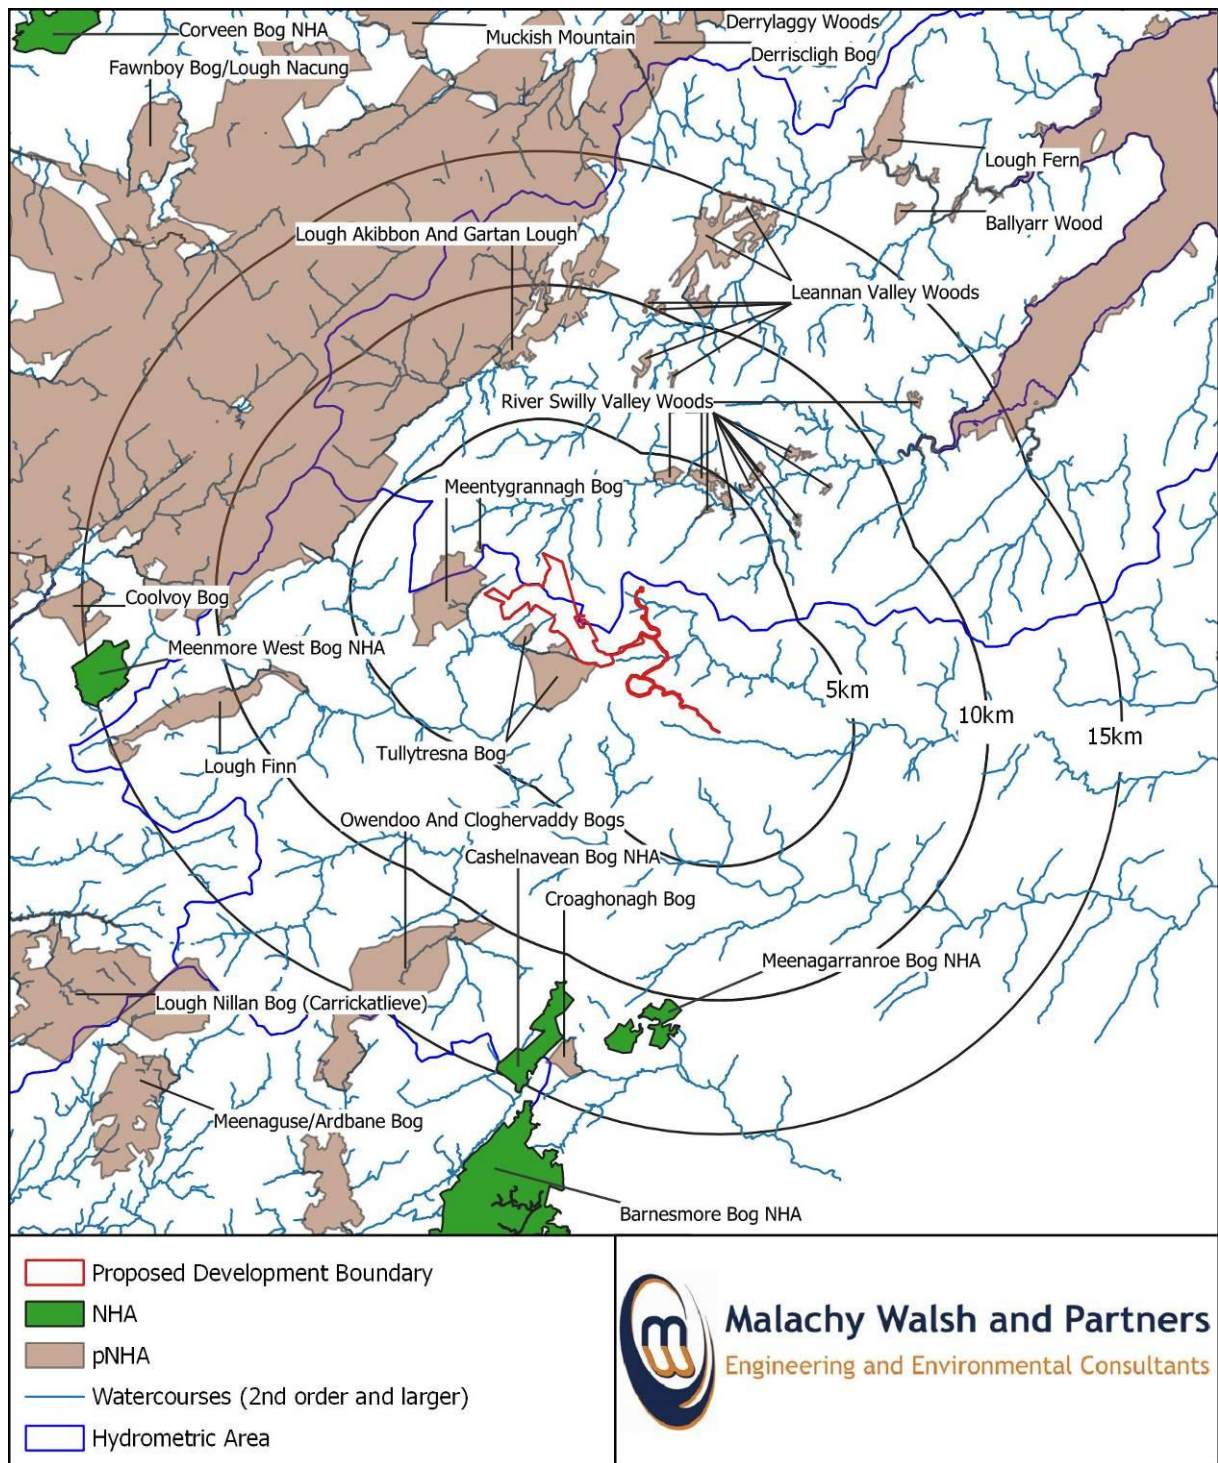 Corveen Bog NHA
Derrylaggy Woods
Muckish Mountain
Derriscligh Bog
Fawnboy Bog/Lough Nacung
Lough Fern
Ballyarr Wood
Lough Akibbon And Gartan Lough
Leannan Valley Woods
River Swilly Valley Woods
Meentygrannagh Bog
Coolvoy Bog
Meenmore West Bog NHA
5km
10km
15km
Tullytresna Bog
Lough Finn
Owendoo And Cloghervaddy Bogs
Cashelnavean Bog NHA
Croaghonagh Bog
Meenagarranroe Bog NHA
Lough Nillan Bog (Carrickatlieve)
Meenaguse/Ardbane Bog
Barnesmore Bog NHA
Proposed Development Boundary
NHA
pNHA
Watercourses (2nd order and larger)
Hydrometric Area
Malachy Walsh and Partners
Engineering and Environmental Consultants